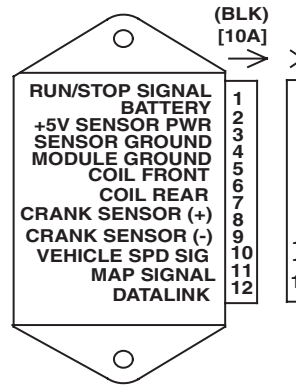 (BLK)
[10A]
RUN/STOP SIGNAL 1
BATTERY 2
+5V SENSOR PWR 3
SENSOR GROUND 4
MODULE GROUND 5
COIL FRONT 6
COIL REAR 7
CRANK SENSOR (+) 8
CRANK SENSOR (-) 9
VEHICLE SPD SIG 10
MAP SIGNAL 11
DATALINK 12